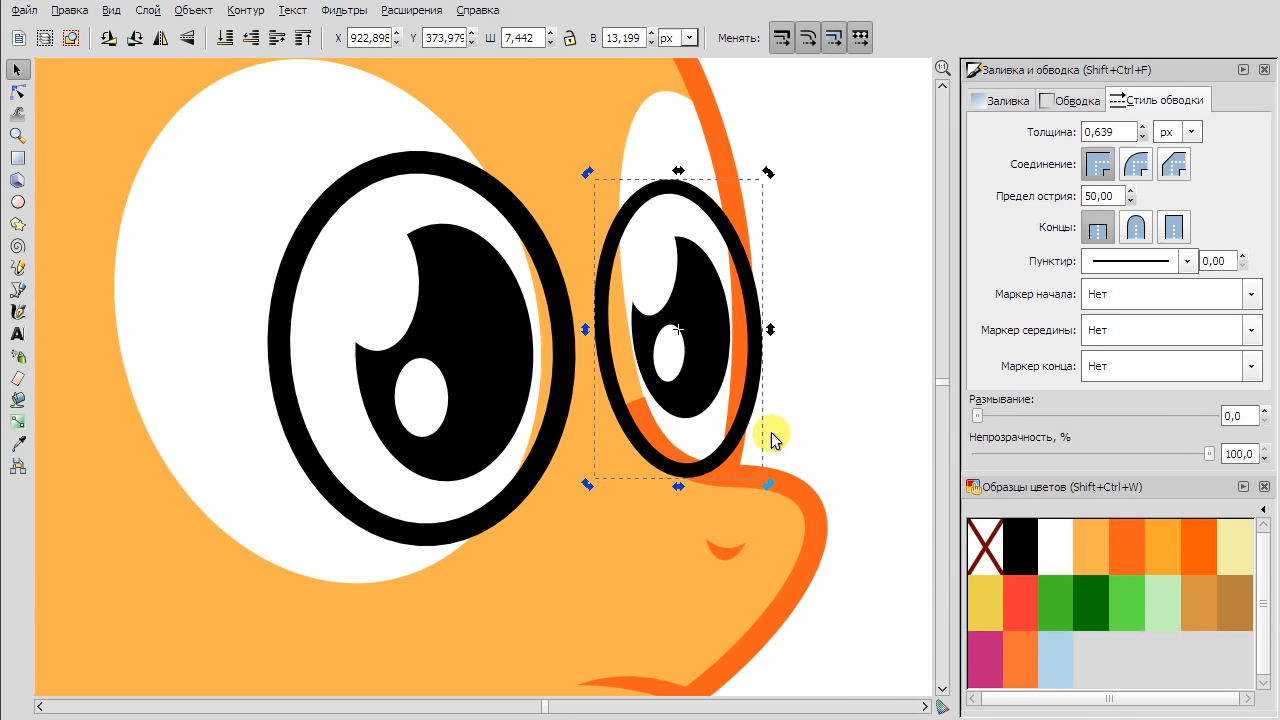 Файл Правка Вид Слой Объект Контур Текст Фильтры Расширения Справка
X 922,898 Y 373,979 Ш 7,442 В 13,199 px Менять:
Заливка и обводка (Shift+Ctrl+F)
Заливка Обводка Стиль обводки
Толщина: 0,639 px
Соединение:
Предел острия: 50,00
Концы:
Пунктир: 0,00
Маркер начала: Нет
Маркер середины: Нет
Маркер конца: Нет
Размывание:
0,0
Непрозрачность, %
100,0
Образцы цветов (Shift+Ctrl+W)